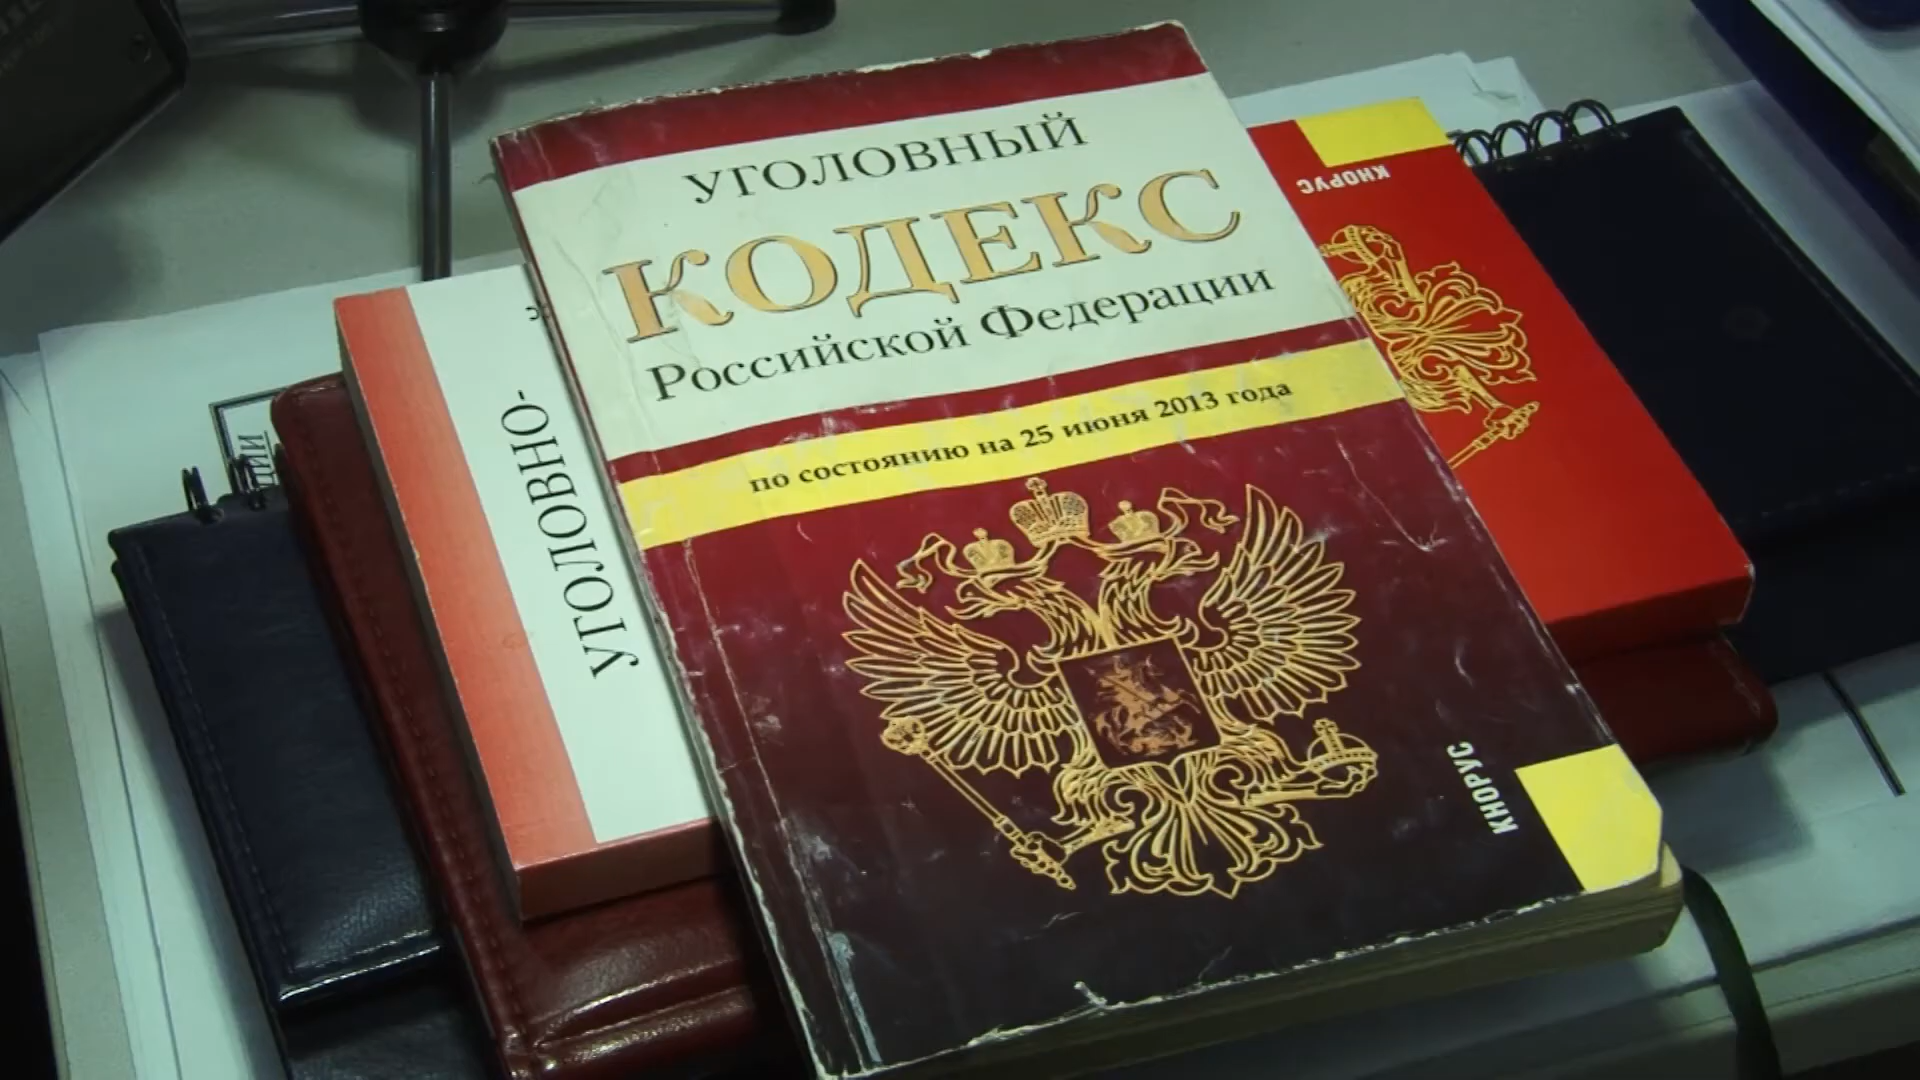 УГОЛОВНЫЙ
КОДЕКС
Российской Федерации
по состоянию на 25 июня 2013 года
КНОРУС
КНОРУС
УГОЛОВНО-